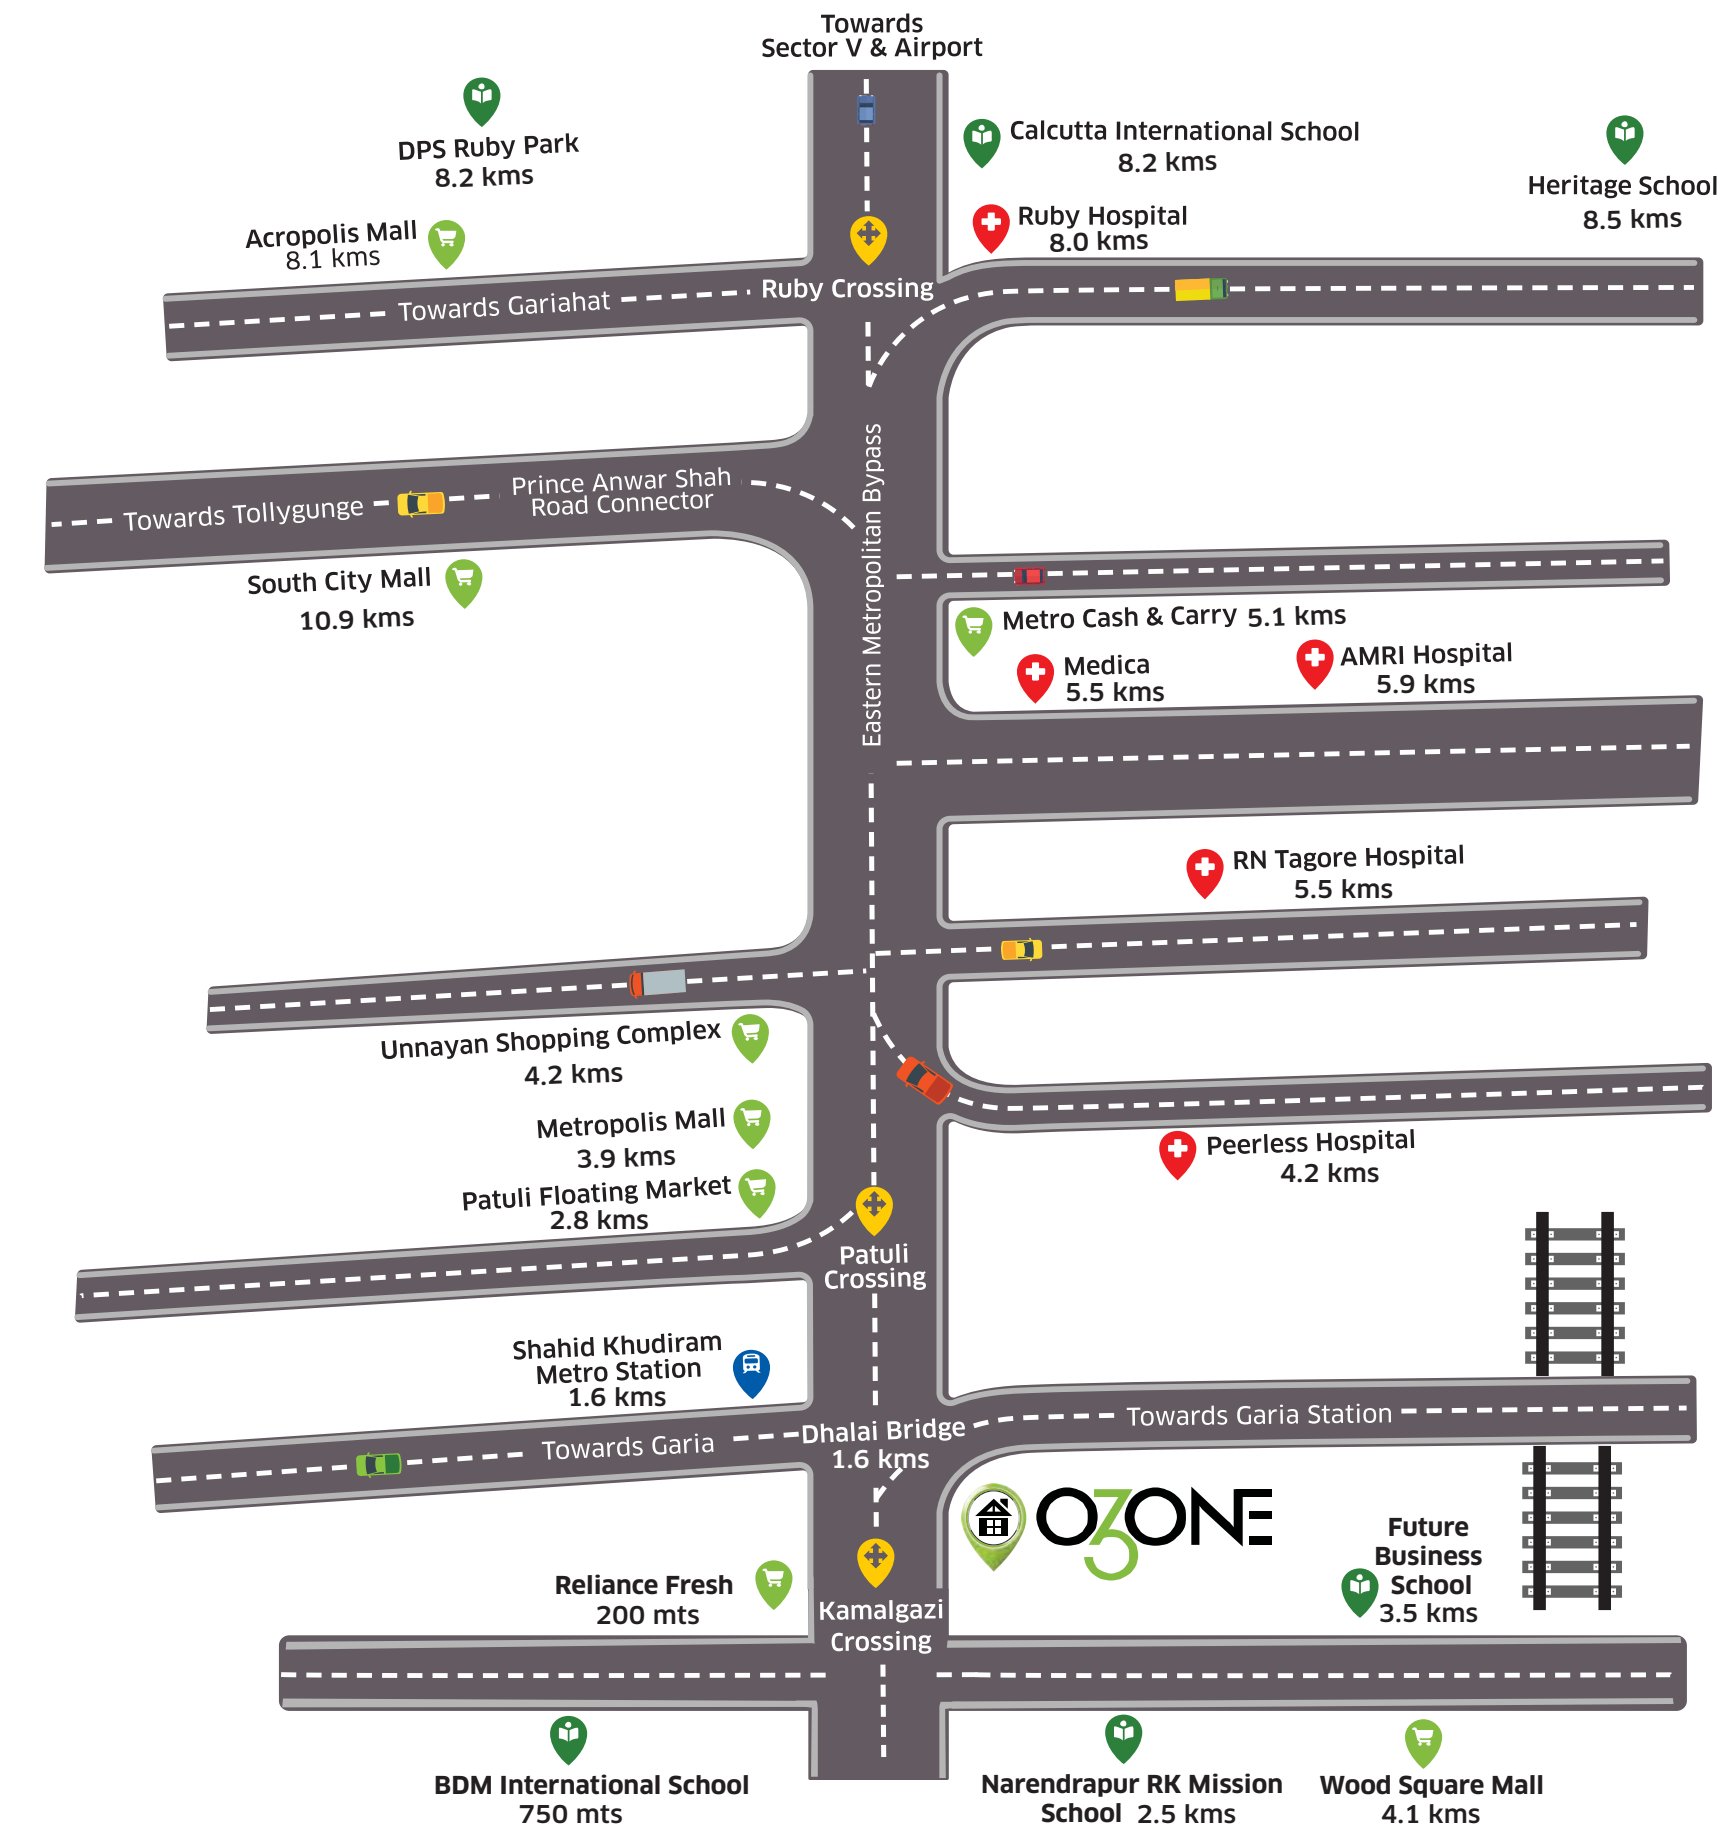 Towards
Sector V & Airport
DPS Ruby Park
8.2 kms
Calcutta International School
8.2 kms
Heritage School
8.5 kms
Acropolis Mall
8.1 kms
Ruby Hospital
8.0 kms
Towards Gariahat
Ruby Crossing
Eastern Metropolitan Bypass
Prince Anwar Shah
Road Connector
Towards Tollygunge
South City Mall
10.9 kms
Metro Cash & Carry 5.1 kms
Medica
5.5 kms
AMRI Hospital
5.9 kms
RN Tagore Hospital
5.5 kms
Unnayan Shopping Complex
4.2 kms
Metropolis Mall
3.9 kms
Peerless Hospital
4.2 kms
Patuli Floating Market
2.8 kms
Patuli
Crossing
Shahid Khudiram
Metro Station
1.6 kms
Towards Garia
Dhalai Bridge
1.6 kms
Towards Garia Station
O3ONE
Future
Business
School
3.5 kms
Reliance Fresh
200 mts
Kamalgazi
Crossing
BDM International School
750 mts
Narendrapur RK Mission
School 2.5 kms
Wood Square Mall
4.1 kms